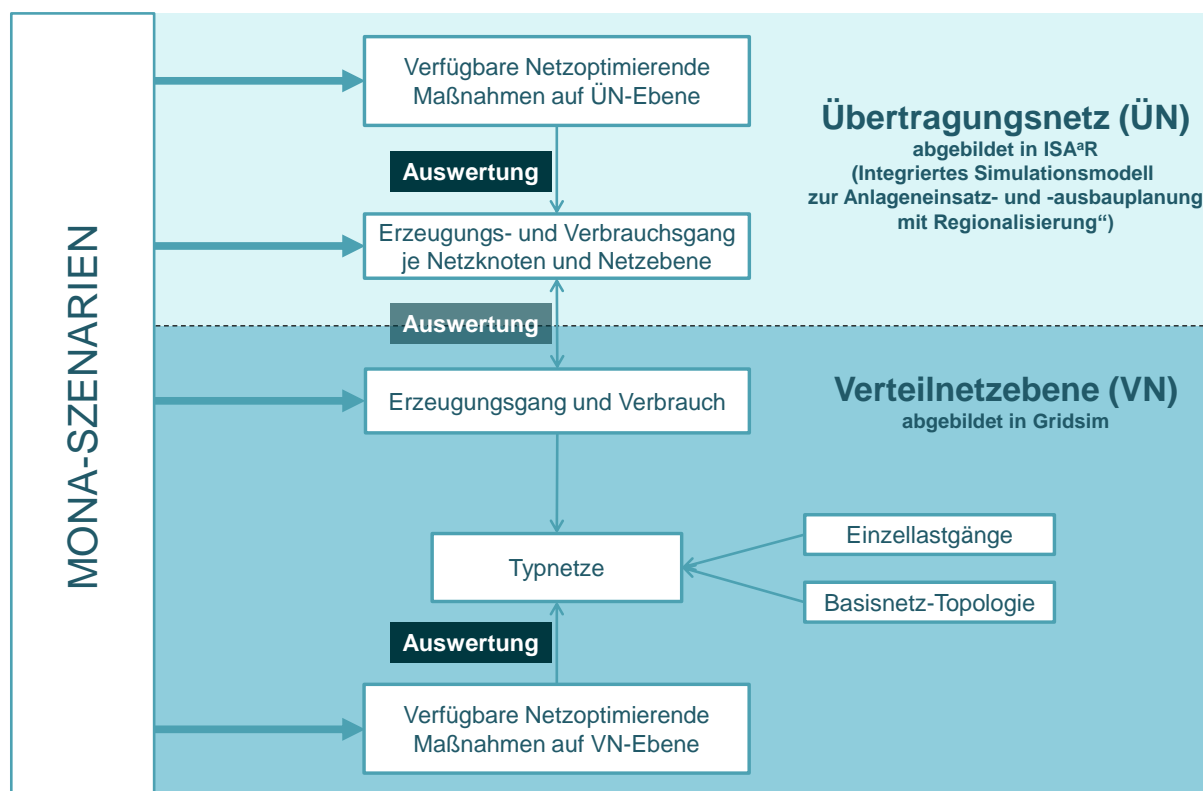 MONA-SZENARIEN
Verfügbare Netzoptimierende
Maßnahmen auf ÜN-Ebene
Übertragungsnetz (ÜN)
abgebildet in ISAªR
(Integriertes Simulationsmodell
zur Anlageneinsatz- und -ausbauplanung
mit Regionalisierung“)
Auswertung
Erzeugungs- und Verbrauchsgang
je Netzknoten und Netzebene
Auswertung
Erzeugungsgang und Verbrauch
Verteilnetzebene (VN)
abgebildet in Gridsim
Typnetze
Einzellastgänge
Basisnetz-Topologie
Auswertung
Verfügbare Netzoptimierende
Maßnahmen auf VN-Ebene